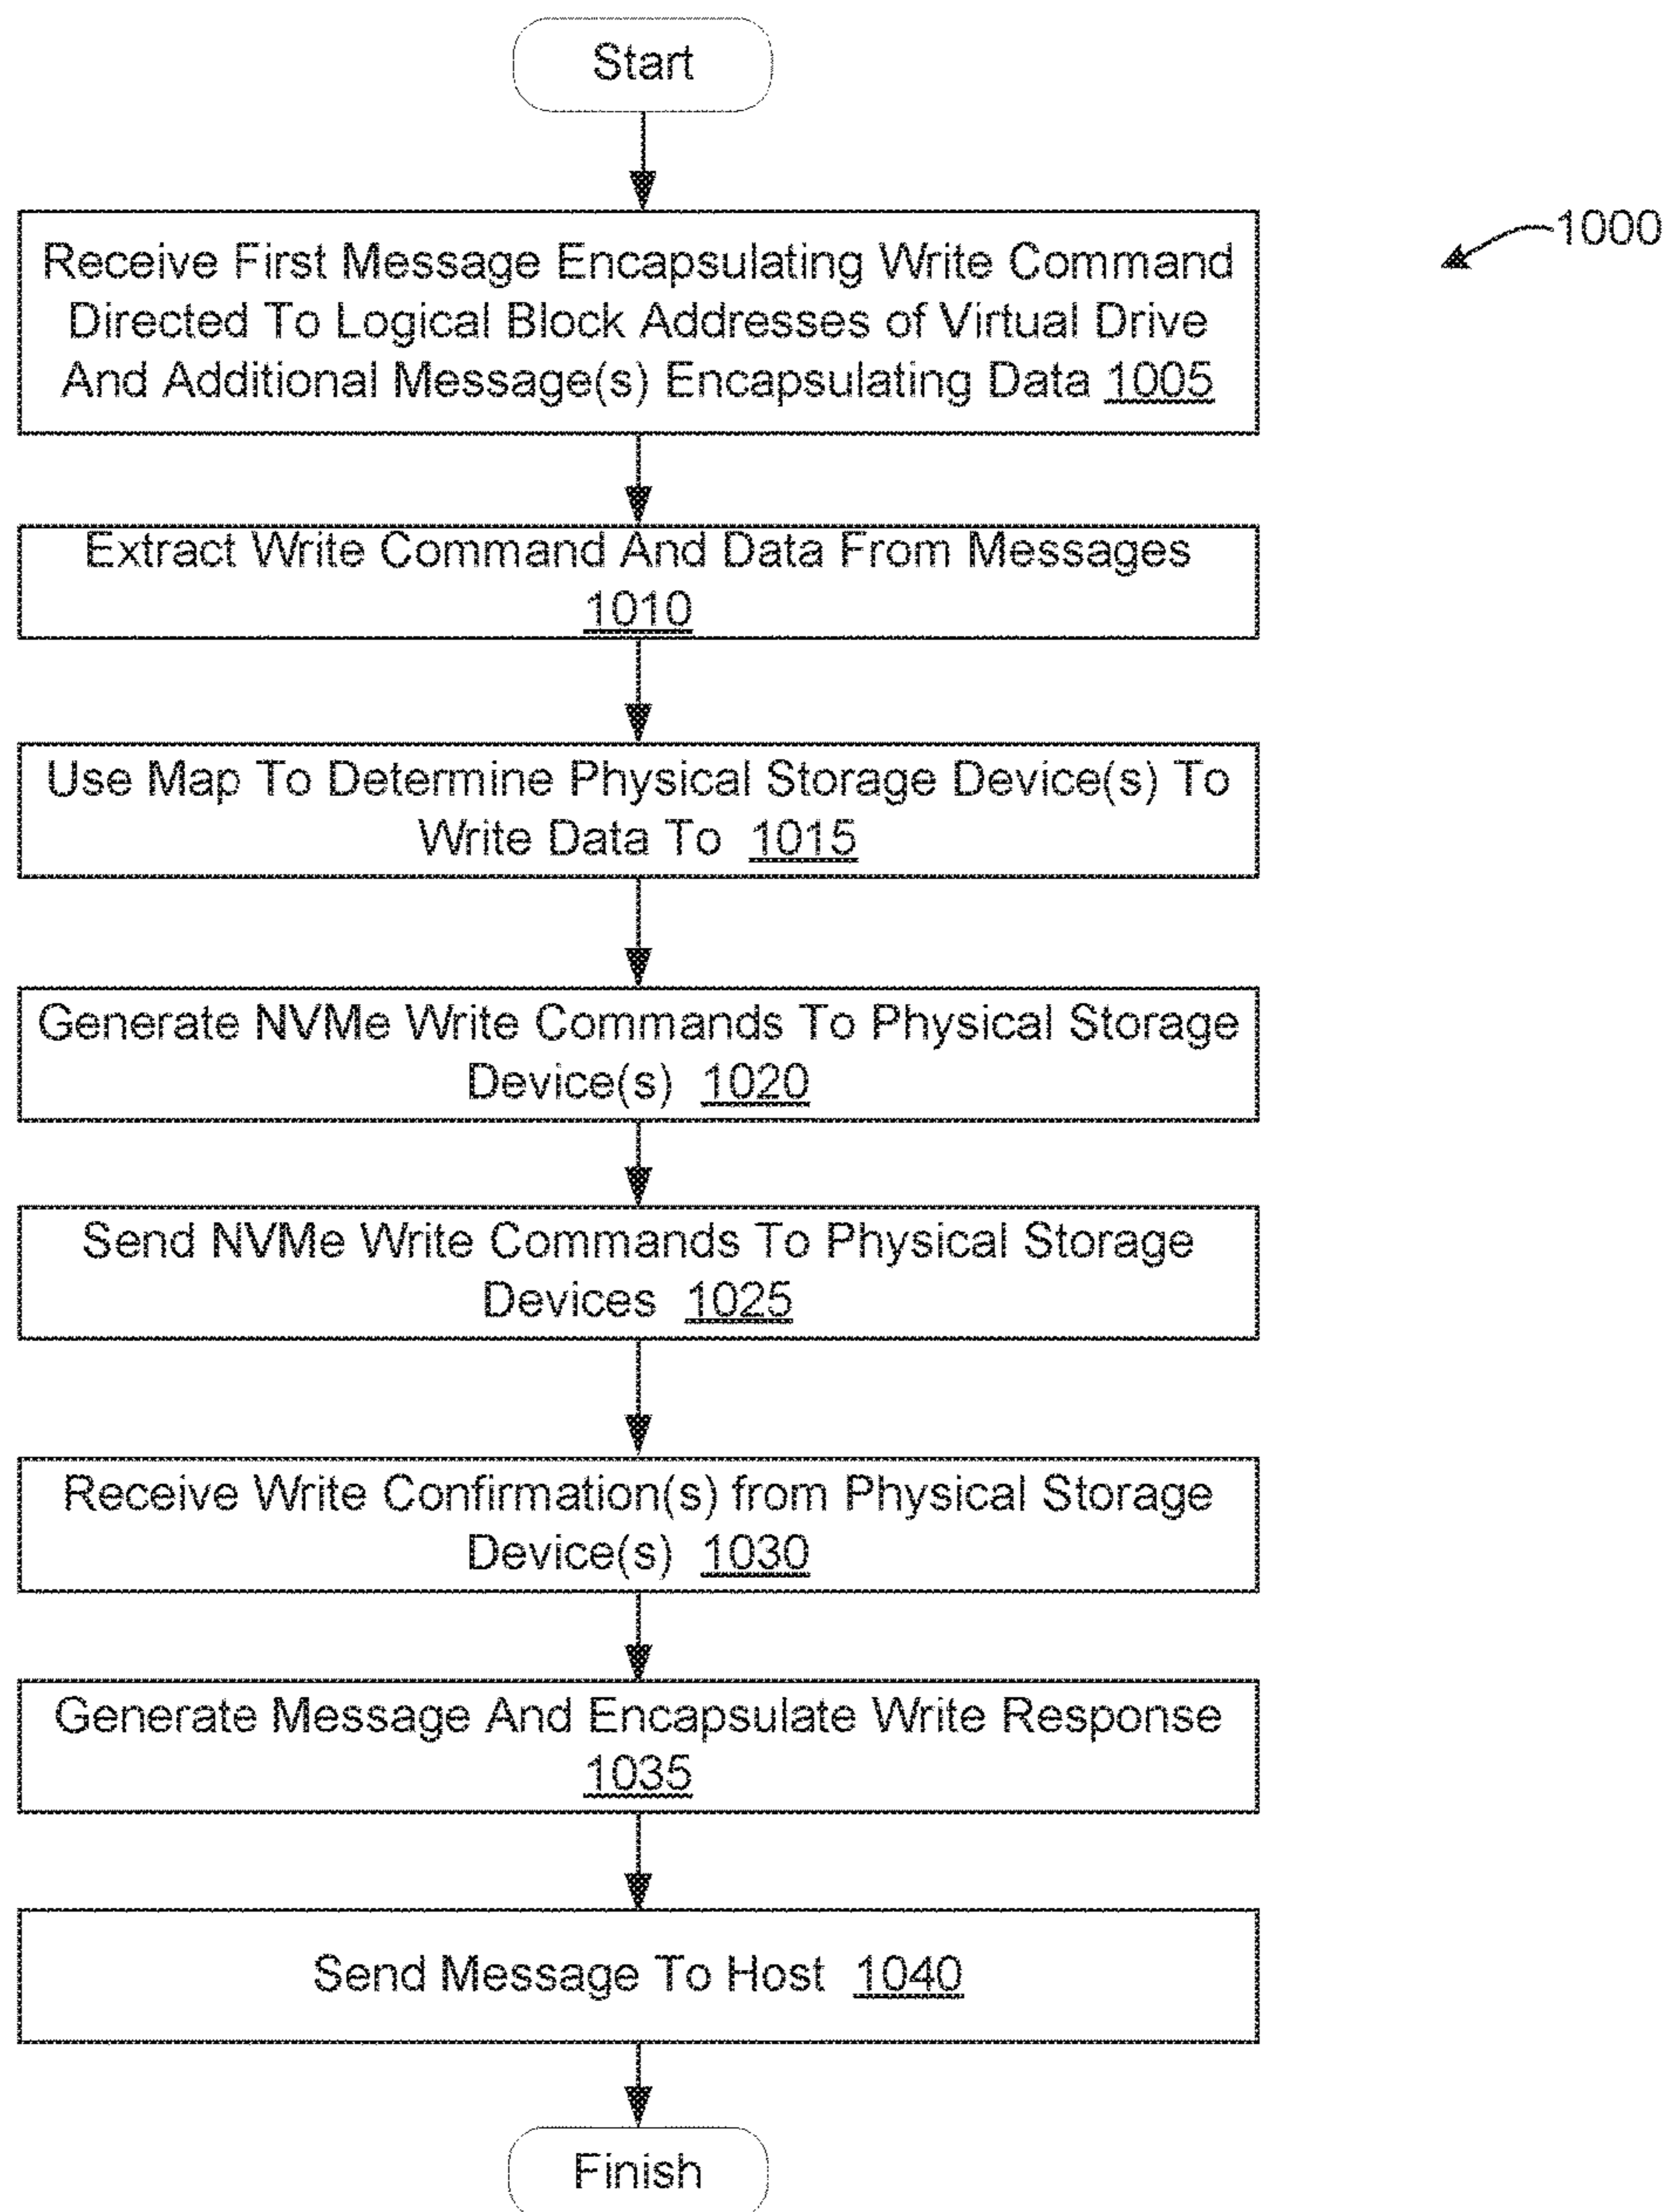 Start
1000
Receive First Message Encapsulating Write Command
Directed To Logical Block Addresses of Virtual Drive
And Additional Message(s) Encapsulating Data 1005
Extract Write Command And Data From Messages
1010
Use Map To Determine Physical Storage Device(s) To
Write Data To 1015
Generate NVMe Write Commands To Physical Storage
Device(s) 1020
Send NVMe Write Commands To Physical Storage
Devices 1025
Receive Write Confirmation(s) from Physical Storage
Device(s) 1030
Generate Message And Encapsulate Write Response
1035
Send Message To Host 1040
Finish